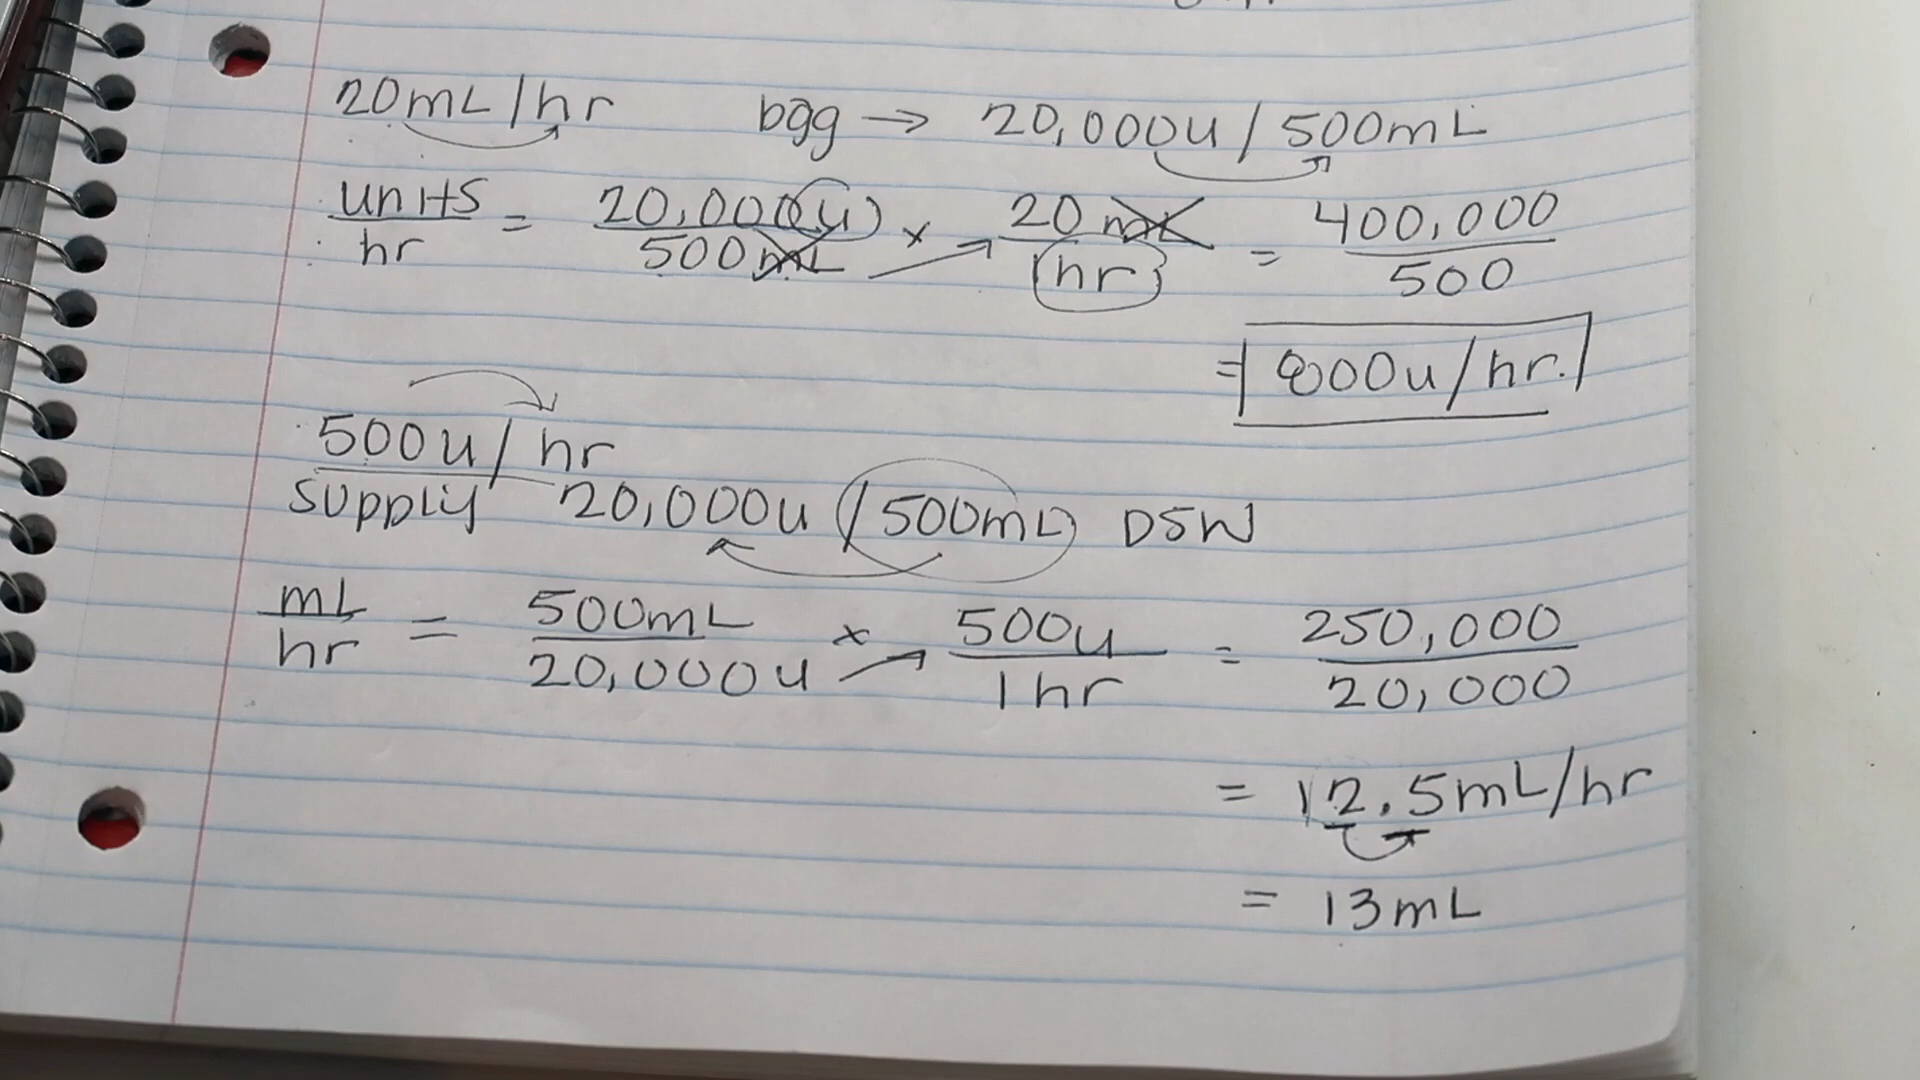 20mL/hr bag → 20,000u/500mL
units/hr = 20,000(u)/500mL × 20mL/hr = 400,000/500
= 800u/hr.
500u/hr
supply 20,000u/500mL D5W
mL/hr = 500mL/20,000u × 500u/1hr = 250,000/20,000
= 12.5mL/hr
= 13mL